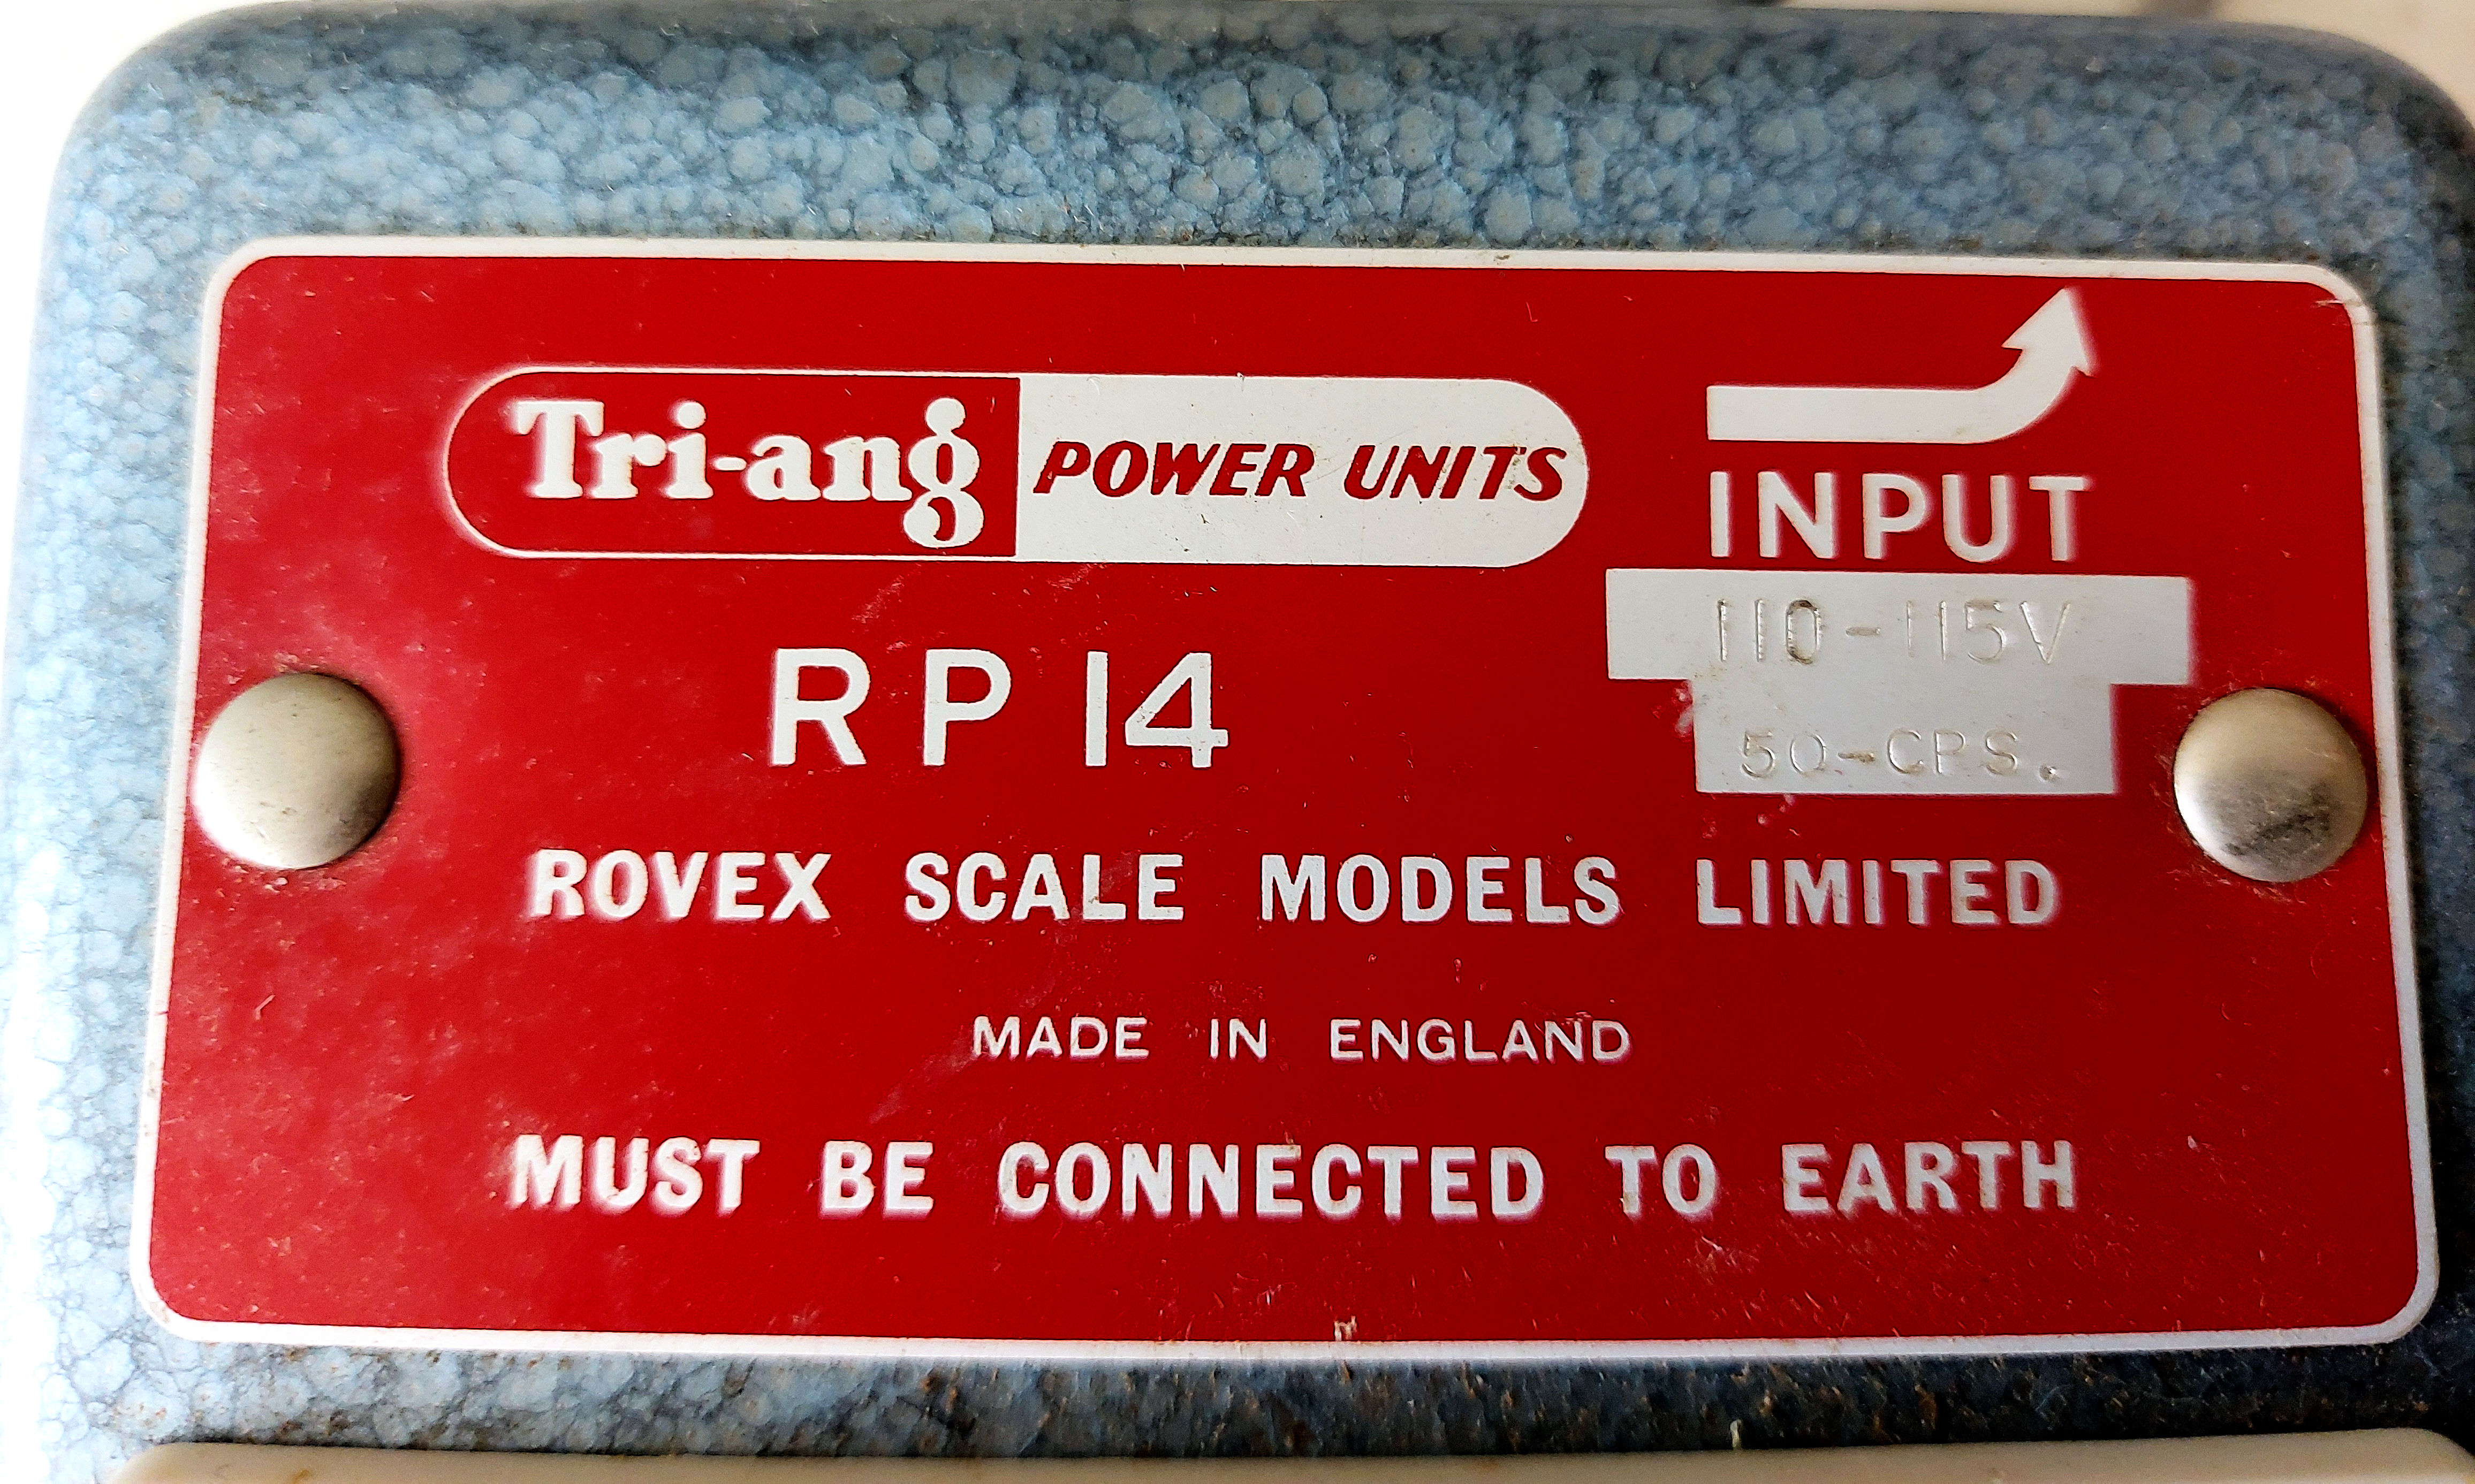 Tri-ang POWER UNITS
INPUT
110-115V
50-CPS.
RP 14
ROVEX SCALE MODELS LIMITED
MADE IN ENGLAND
MUST BE CONNECTED TO EARTH